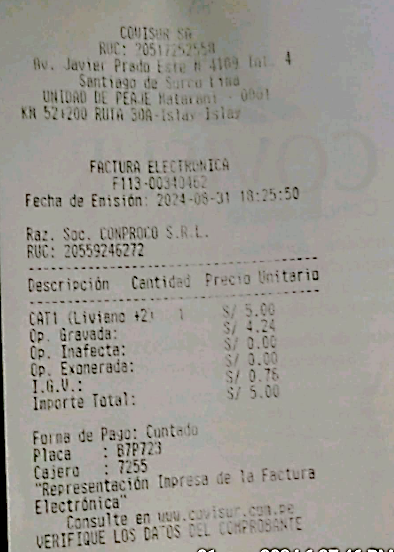 COVISUR SA
RUC: 20517252558
Av. Javier Prado Este N 4109 Int. 4
Santiago de Surco Lima
UNIDAD DE PEAJE Matarani - 0001
KM 52+200 RUTA 30A-Islay Islay
FACTURA ELECTRONICA
F113-00340462
Fecha de Emisión: 2024-08-31 18:25:50
Raz. Soc. CONPROCO S.R.L.
RUC: 20559246272
Descripción Cantidad Precio Unitario
CAT1 (Liviano +2) 1 S/ 5.00
Op. Gravada: S/ 4.24
Op. Inafecta: S/ 0.00
Op. Exonerada: S/ 0.00
I.G.V.: S/ 0.76
Importe Total: S/ 5.00
Forma de Pago: Contado
Placa : B7P723
Cajero : 7255
"Representación Impresa de la Factura
Electrónica"
Consulte en www.covisur.com.pe
VERIFIQUE LOS DATOS DEL COMPROBANTE